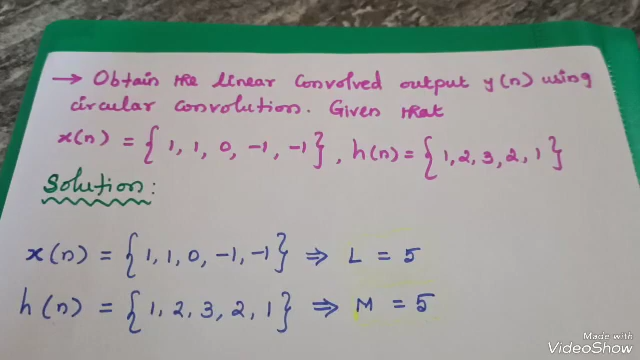 → Obtain the linear convolved output y(n) using
circular convolution. Given that
x(n) = { 1, 1, 0, -1, -1 }, h(n) = { 1, 2, 3, 2, 1 }
Solution:
x(n) = { 1, 1, 0, -1, -1 } ⇒ L = 5
h(n) = { 1, 2, 3, 2, 1 } ⇒ M = 5
Made with
VideoShow